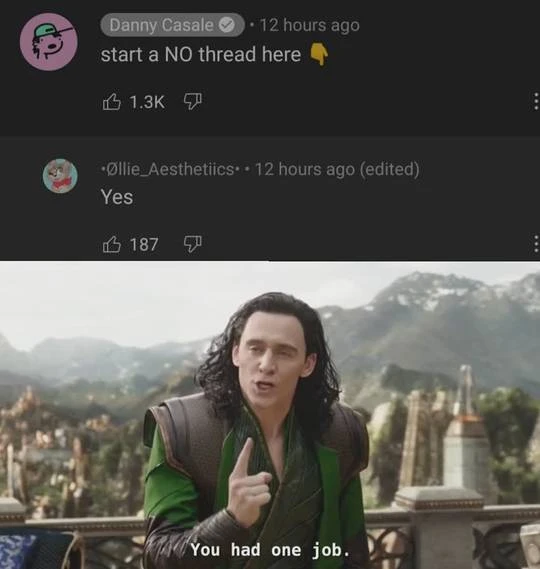 Danny Casale • 12 hours ago
start a NO thread here 👇
1.3K
•Øllie_Aesthetiics• • 12 hours ago (edited)
Yes
187
You had one job.